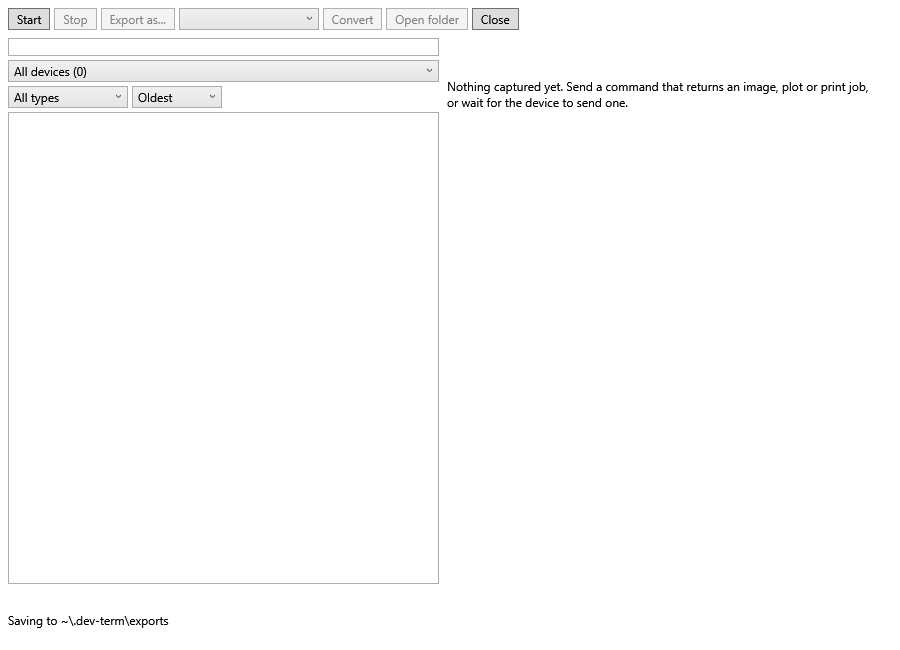 Start Stop Export as... Convert Open folder Close
All devices (0)
All types Oldest
Nothing captured yet. Send a command that returns an image, plot or print job,
or wait for the device to send one.
Saving to ~\.dev-term\exports